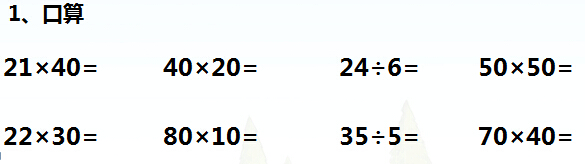 1、口算
21×40= 40×20= 24÷6= 50×50=
22×30= 80×10= 35÷5= 70×40=